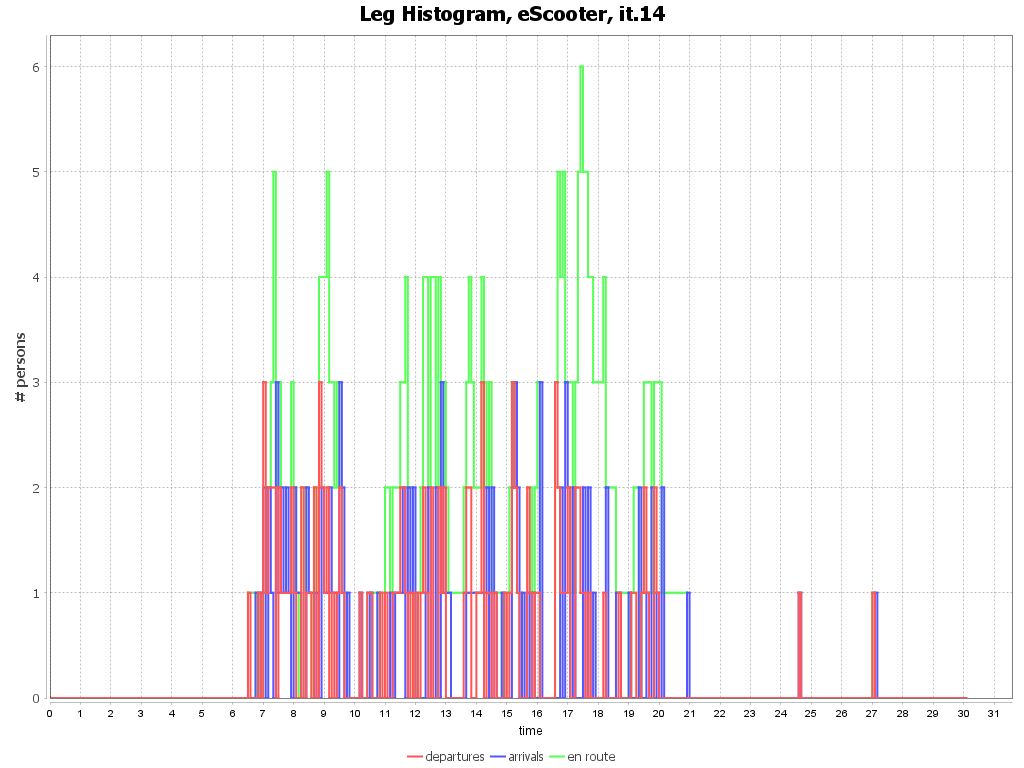 Leg Histogram, eScooter, it.14
# persons
6
5
4
3
2
1
0
0 1 2 3 4 5 6 7 8 9 10 11 12 13 14 15 16 17 18 19 20 21 22 23 24 25 26 27 28 29 30 31
time
departures arrivals en route